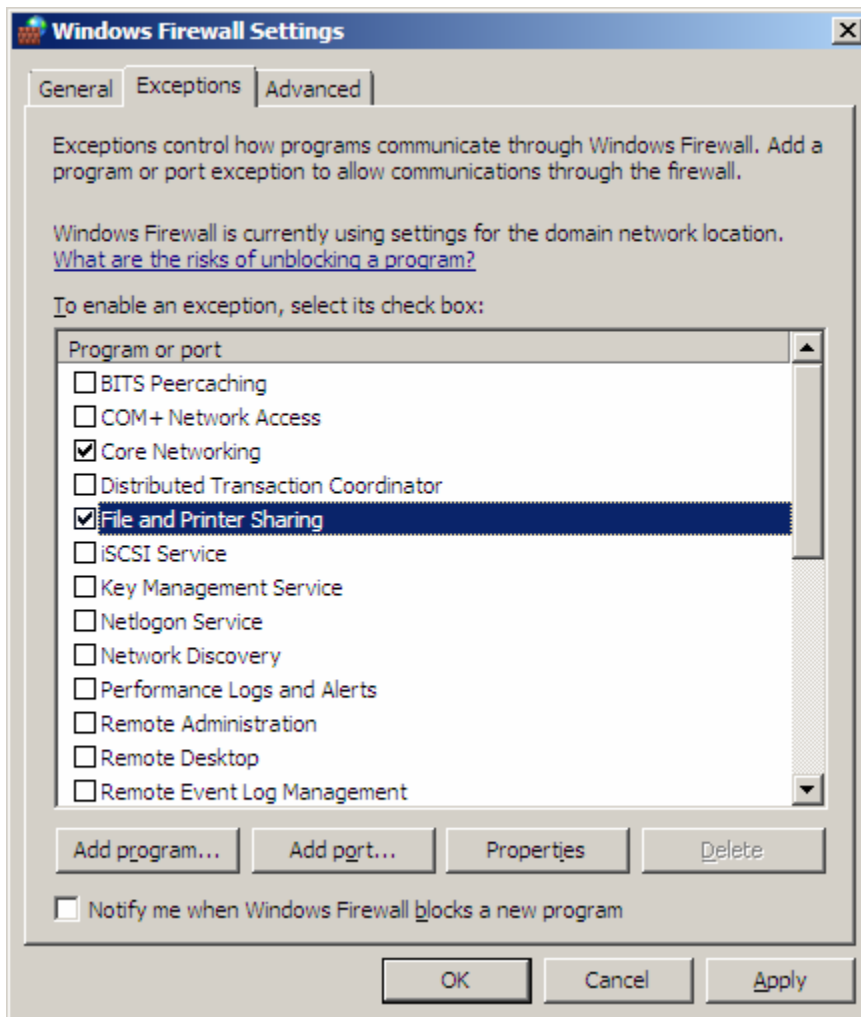 Windows Firewall Settings
General Exceptions Advanced
Exceptions control how programs communicate through Windows Firewall. Add a
program or port exception to allow communications through the firewall.
Windows Firewall is currently using settings for the domain network location.
What are the risks of unblocking a program?
To enable an exception, select its check box:
Program or port
BITS Peercaching
COM+ Network Access
Core Networking
Distributed Transaction Coordinator
File and Printer Sharing
iSCSI Service
Key Management Service
Netlogon Service
Network Discovery
Performance Logs and Alerts
Remote Administration
Remote Desktop
Remote Event Log Management
Add program... Add port... Properties Delete
Notify me when Windows Firewall blocks a new program
OK Cancel Apply